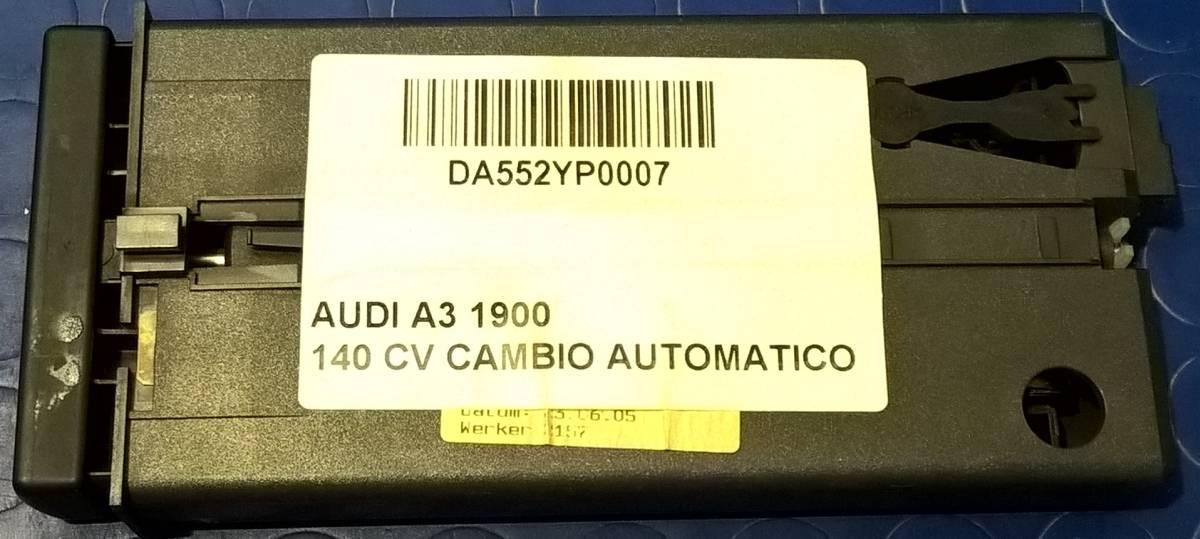 DA552YP0007
AUDI A3 1900
140 CV CAMBIO AUTOMATICO
Datum:
Werker